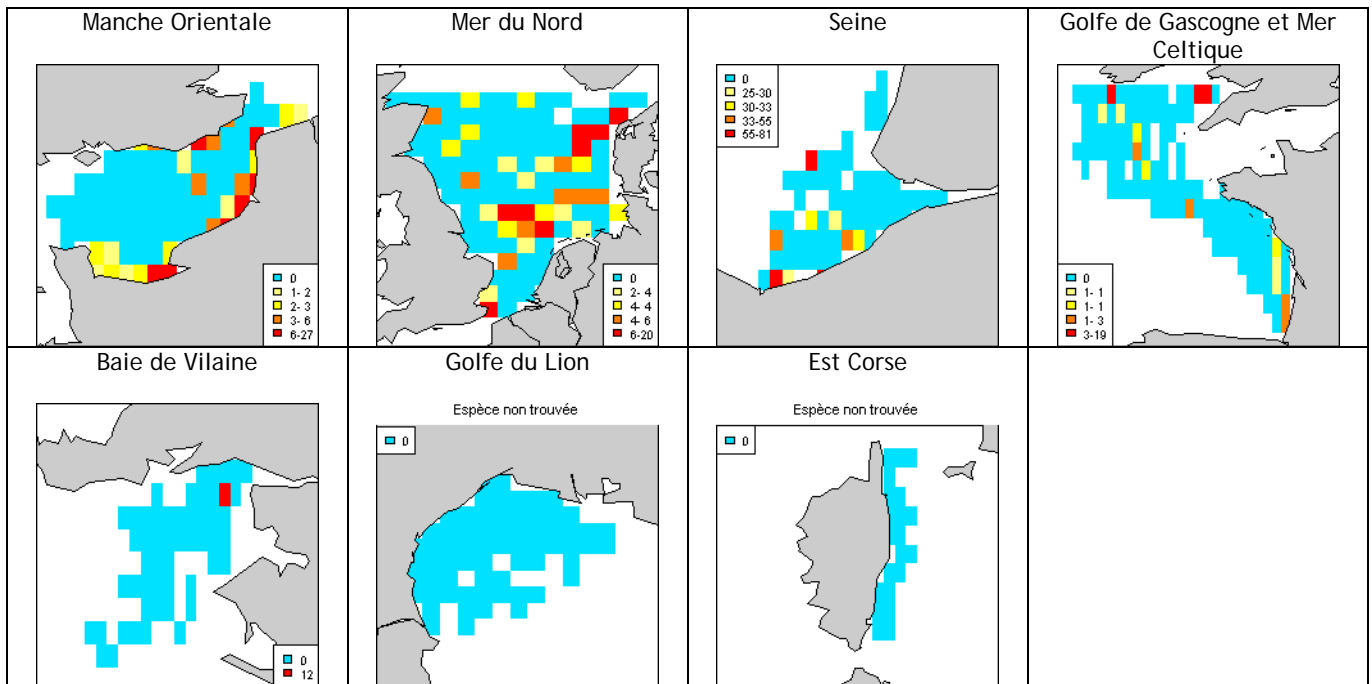 Manche Orientale
Mer du Nord
Seine
Golfe de Gascogne et Mer
Celtique
0
1- 2
2- 3
3- 6
6-27
0
2- 4
4- 4
4- 6
6-20
0
25-30
30-33
33-55
55-81
0
1- 1
1- 1
1- 3
3-19
Baie de Vilaine
Golfe du Lion
Est Corse
0
12
Espèce non trouvée
0
Espèce non trouvée
0